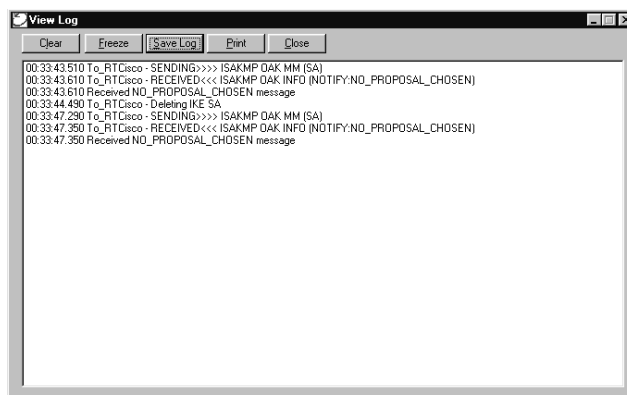 View Log
Clear Freeze Save Log Print Close
00:33:43.510 To_RTCisco - SENDING>>>> ISAKMP OAK MM (SA)
00:33:43.610 To_RTCisco - RECEIVED<<< ISAKMP OAK INFO (NOTIFY:NO_PROPOSAL_CHOSEN)
00:33:43.610 Received NO_PROPOSAL_CHOSEN message
00:33:44.490 To_RTCisco - Deleting IKE SA
00:33:47.290 To_RTCisco - SENDING>>>> ISAKMP OAK MM (SA)
00:33:47.350 To_RTCisco - RECEIVED<<< ISAKMP OAK INFO (NOTIFY:NO_PROPOSAL_CHOSEN)
00:33:47.350 Received NO_PROPOSAL_CHOSEN message